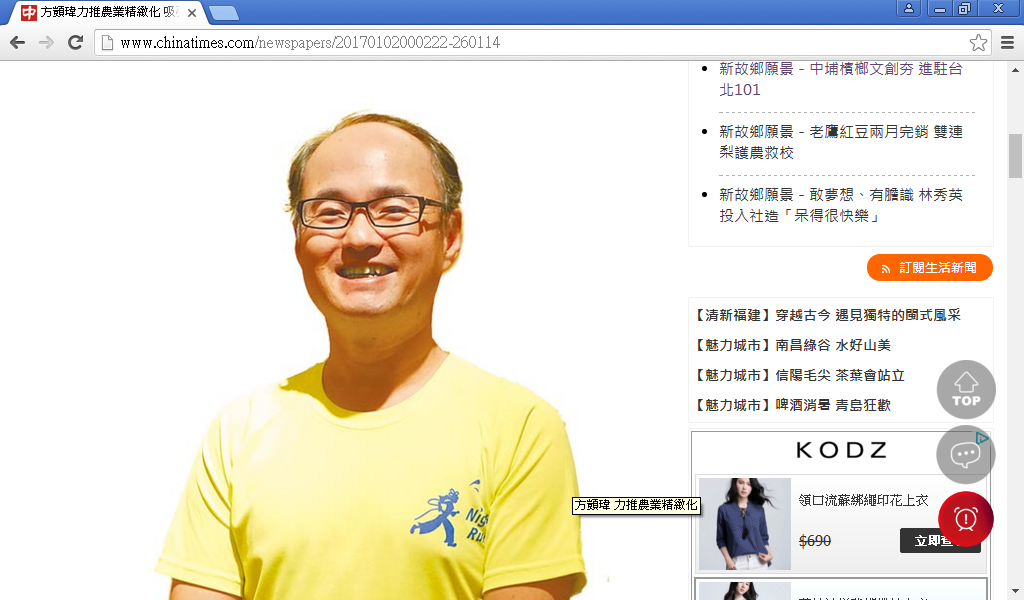 方顗瑋力推農業精緻化 吸
www.chinatimes.com/newspapers/20170102000222-260114
新故鄉願景－中埔檳榔文創夯 進駐台
北101
新故鄉願景－老鷹紅豆兩月完銷 雙連
梨護農救校
新故鄉願景－敢夢想、有膽識 林秀英
投入社造「呆得很快樂」
訂閱生活新聞
【清新福建】穿越古今 遇見獨特的閩式風采
【魅力城市】南昌綠谷 水好山美
【魅力城市】信陽毛尖 茶葉會站立
【魅力城市】啤酒消暑 青島狂歡
TOP
KODZ
領口流蘇綁繩印花上衣
$690
立即查
方顗瑋 力推農業精緻化
Nig
Ru